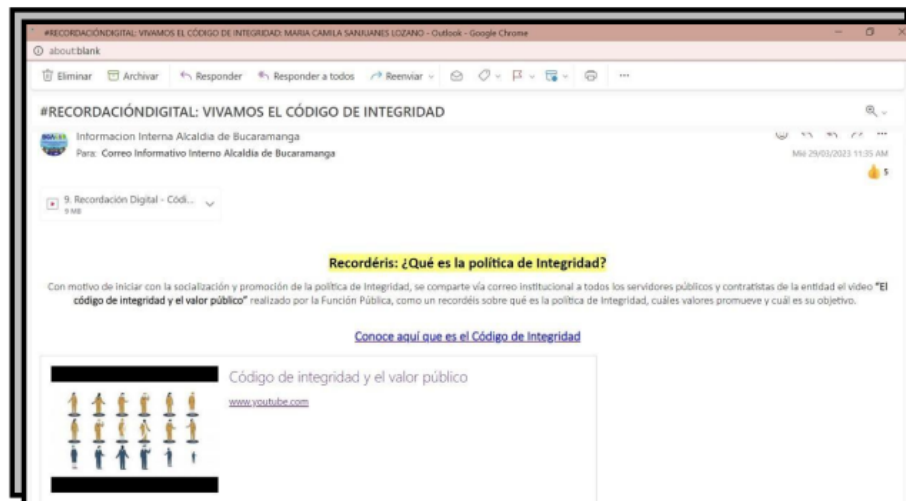 #RECORDACIÓNDIGITAL: VIVAMOS EL CÓDIGO DE INTEGRIDAD: MARIA CAMILA SANJUANES LOZANO - Outlook - Google Chrome
about:blank
Eliminar Archivar Responder Responder a todos Reenviar
#RECORDACIÓNDIGITAL: VIVAMOS EL CÓDIGO DE INTEGRIDAD
Informacion Interna Alcaldia de Bucaramanga
Para: Correo Informativo Interno Alcaldia de Bucaramanga
Mié 29/03/2023 11:35 AM
5
9. Recordación Digital - Códi...
9 MB
Recordéris: ¿Qué es la política de Integridad?
Con motivo de iniciar con la socialización y promoción de la política de Integridad, se comparte vía correo institucional a todos los servidores públicos y contratistas de la entidad el video "El
código de integridad y el valor público" realizado por la Función Pública, como un recordéis sobre qué es la política de Integridad, cuáles valores promueve y cuál es su objetivo.
Conoce aquí que es el Código de Integridad
Código de integridad y el valor público
www.youtube.com